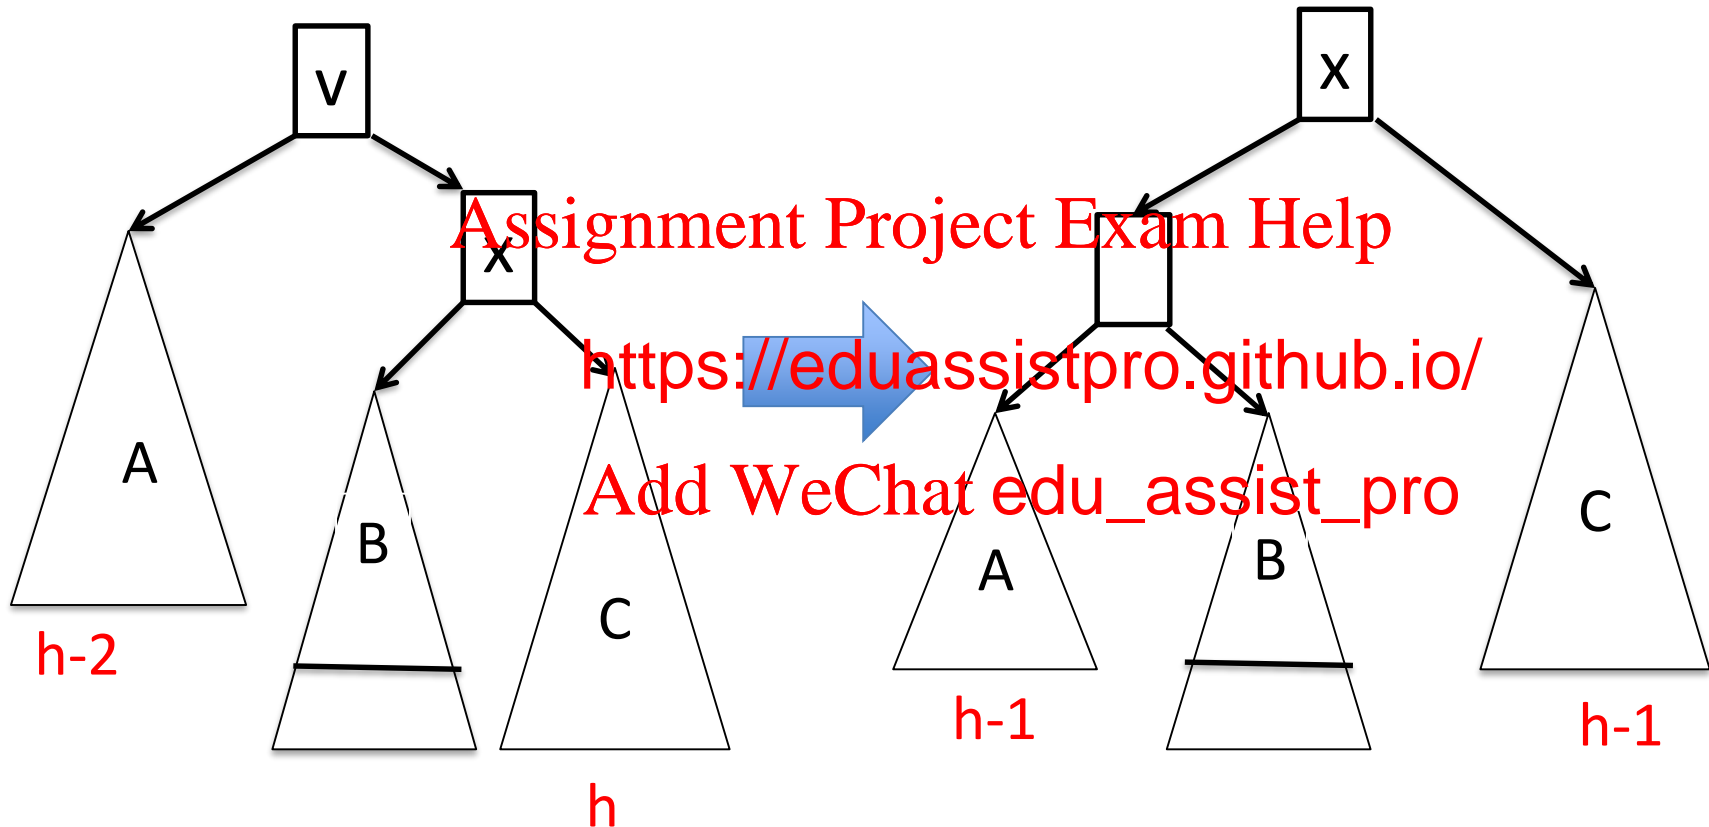 v
x
x
Assignment Project Exam Help
https://eduassistpro.github.io/
Add WeChat edu_assist_pro
A
B
C
A
B
C
h-2
h
h-1
h-1